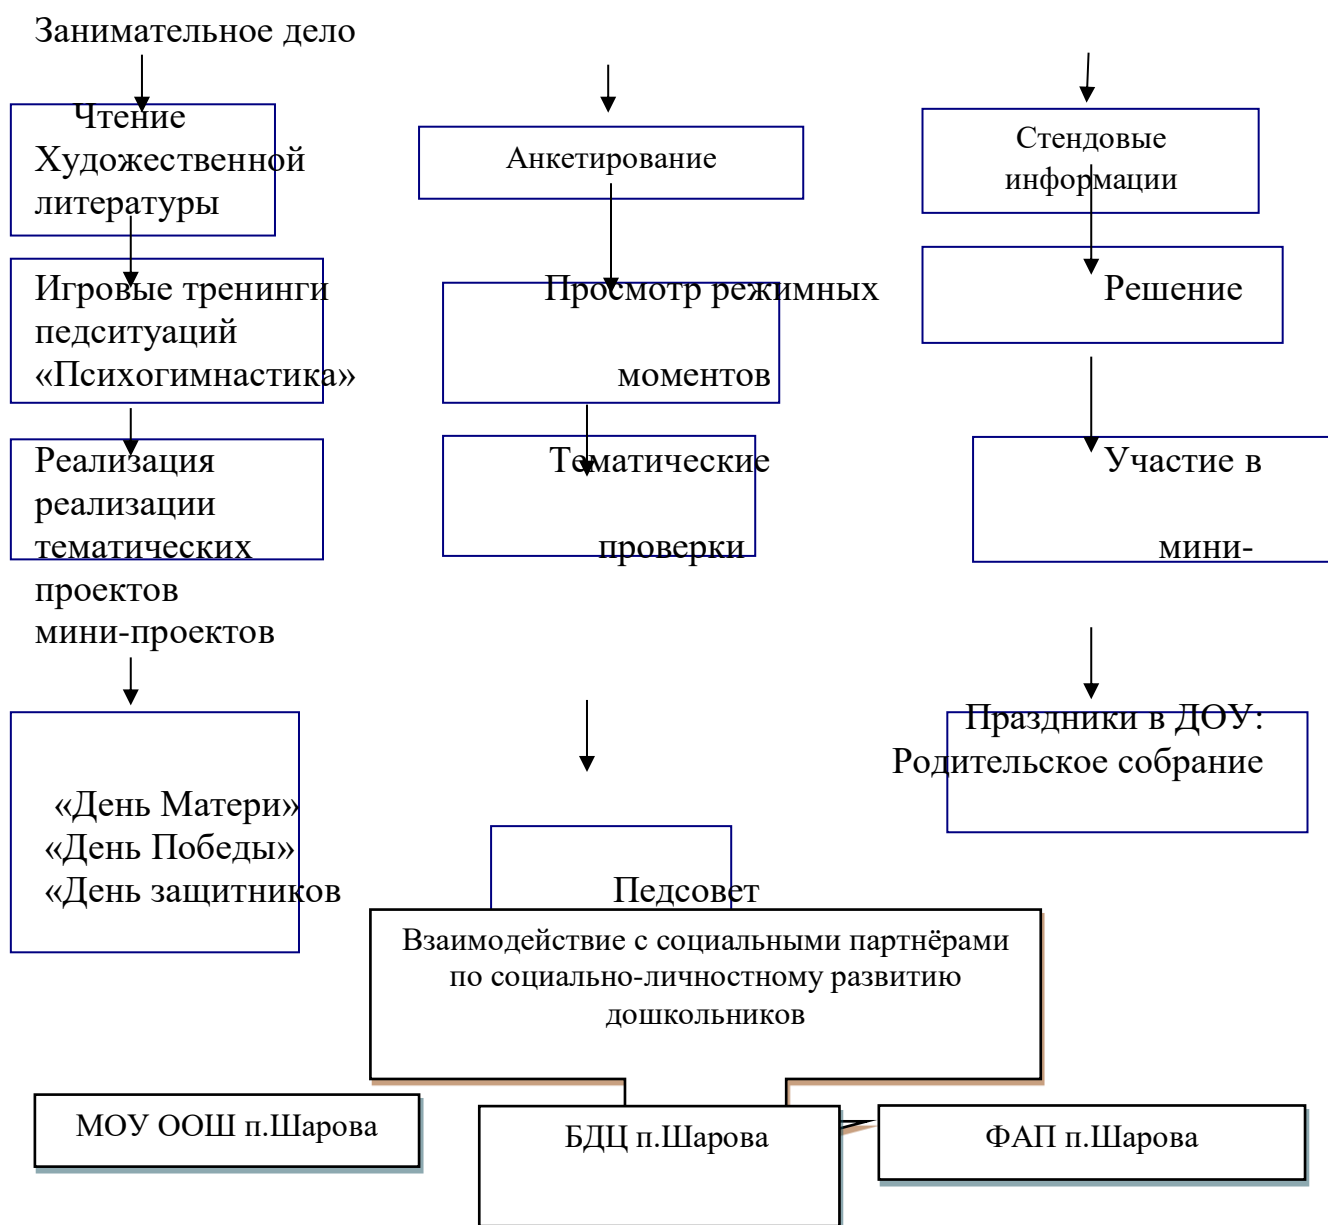 Занимательное дело
Чтение
Художественной
литературы
Анкетирование
Стендовые
информации
Игровые тренинги
педситуаций
«Психогимнастика»
Просмотр режимных
моментов
Решение
Реализация
реализации
тематических
проектов
мини-проектов
Тематические
проверки
Участие в
мини-
Праздники в ДОУ:
Родительское собрание
«День Матери»
«День Победы»
«День защитников
Педсовет
Взаимодействие с социальными партнёрами
по социально-личностному развитию
дошкольников
МОУ ООШ п.Шарова
БДЦ п.Шарова
ФАП п.Шарова